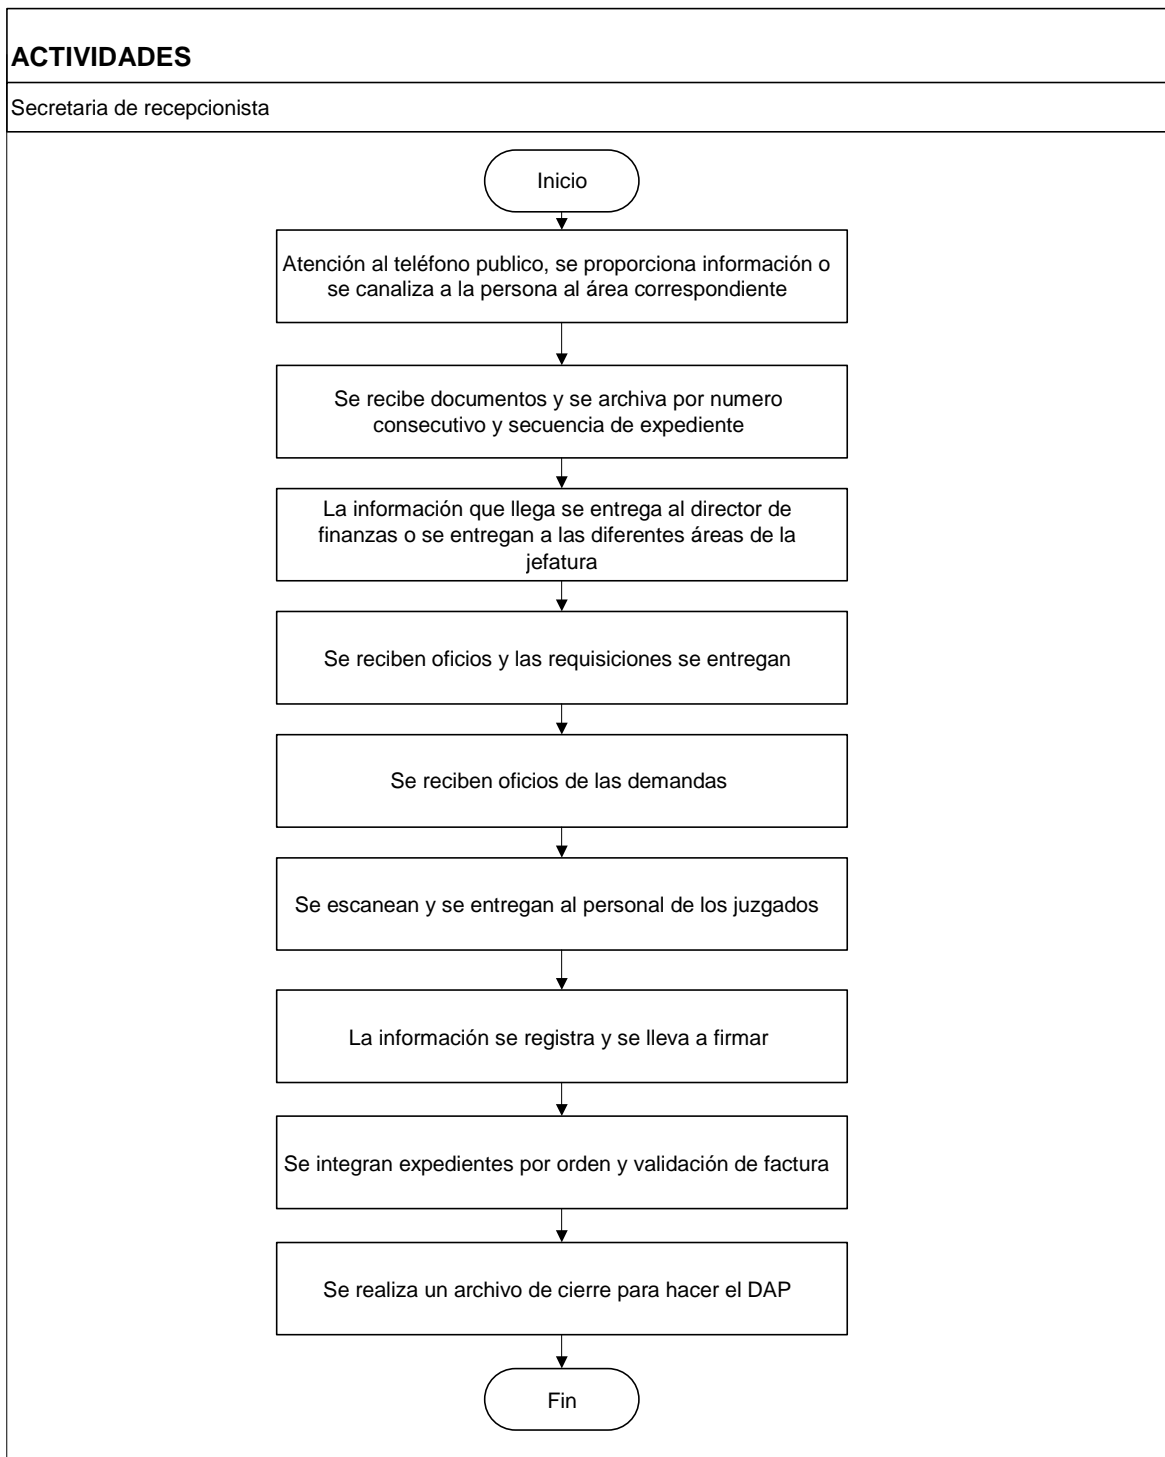 ACTIVIDADES
Secretaria de recepcionista
Inicio
Atención al teléfono publico, se proporciona información o
se canaliza a la persona al área correspondiente
Se recibe documentos y se archiva por numero
consecutivo y secuencia de expediente
La información que llega se entrega al director de
finanzas o se entregan a las diferentes áreas de la
jefatura
Se reciben oficios y las requisiciones se entregan
Se reciben oficios de las demandas
Se escanean y se entregan al personal de los juzgados
La información se registra y se lleva a firmar
Se integran expedientes por orden y validación de factura
Se realiza un archivo de cierre para hacer el DAP
Fin